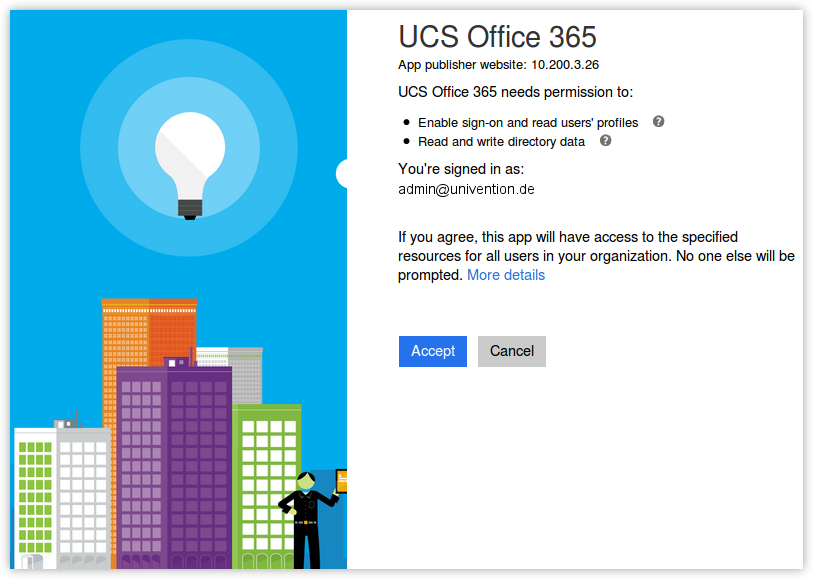 UCS Office 365
App publisher website: 10.200.3.26
UCS Office 365 needs permission to:
Enable sign-on and read users' profiles ?
Read and write directory data ?
You're signed in as:
admin@univention.de
If you agree, this app will have access to the specified
resources for all users in your organization. No one else will be
prompted. More details
Accept Cancel